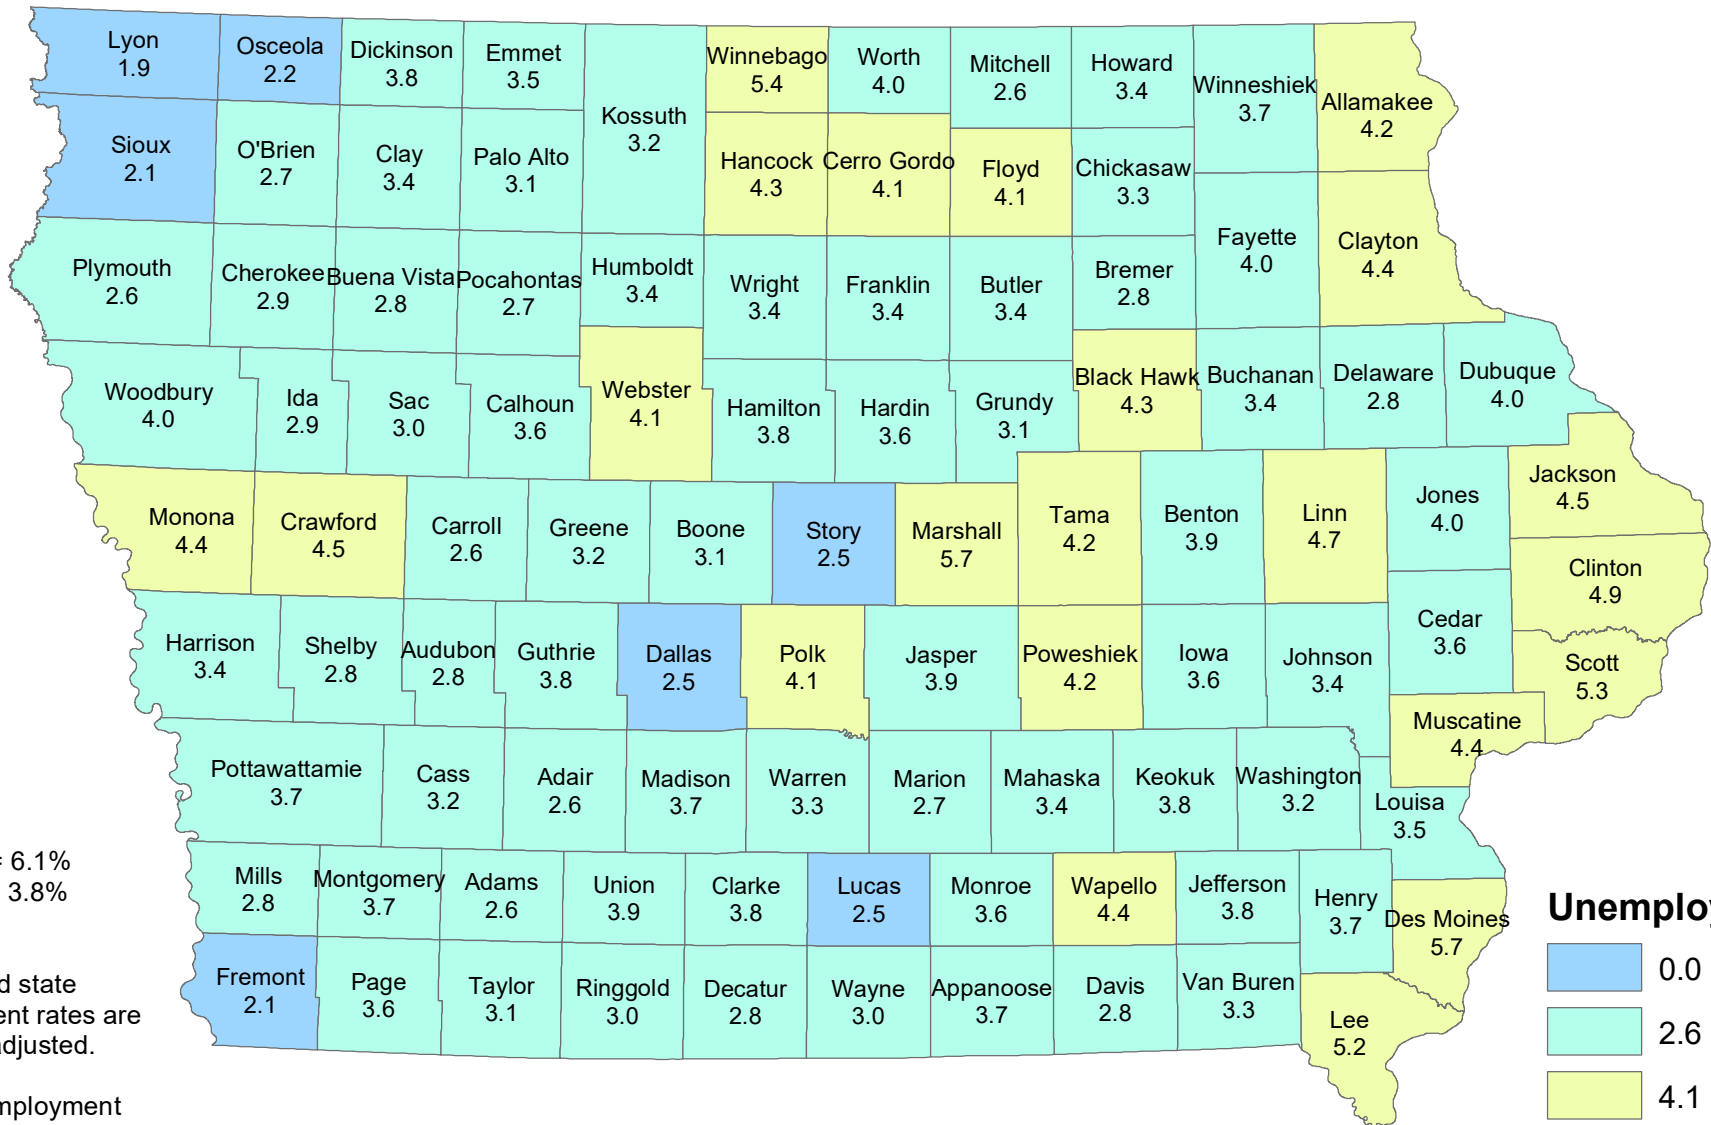 Lyon
1.9
Osceola
2.2
Dickinson
3.8
Emmet
3.5
Kossuth
3.2
Winnebago
5.4
Worth
4.0
Mitchell
2.6
Howard
3.4
Winneshiek
3.7
Allamakee
4.2
Sioux
2.1
O'Brien
2.7
Clay
3.4
Palo Alto
3.1
Hancock
4.3
Cerro Gordo
4.1
Floyd
4.1
Chickasaw
3.3
Fayette
4.0
Clayton
4.4
Plymouth
2.6
Cherokee
2.9
Buena Vista
2.8
Pocahontas
2.7
Humboldt
3.4
Wright
3.4
Franklin
3.4
Butler
3.4
Bremer
2.8
Woodbury
4.0
Ida
2.9
Sac
3.0
Calhoun
3.6
Webster
4.1
Hamilton
3.8
Hardin
3.6
Grundy
3.1
Black Hawk
4.3
Buchanan
3.4
Delaware
2.8
Dubuque
4.0
Monona
4.4
Crawford
4.5
Carroll
2.6
Greene
3.2
Boone
3.1
Story
2.5
Marshall
5.7
Tama
4.2
Benton
3.9
Linn
4.7
Jones
4.0
Jackson
4.5
Clinton
4.9
Harrison
3.4
Shelby
2.8
Audubon
2.8
Guthrie
3.8
Dallas
2.5
Polk
4.1
Jasper
3.9
Poweshiek
4.2
Iowa
3.6
Johnson
3.4
Cedar
3.6
Scott
5.3
Muscatine
4.4
Pottawattamie
3.7
Cass
3.2
Adair
2.6
Madison
3.7
Warren
3.3
Marion
2.7
Mahaska
3.4
Keokuk
3.8
Washington
3.2
Louisa
3.5
Mills
2.8
Montgomery
3.7
Adams
2.6
Union
3.9
Clarke
3.8
Lucas
2.5
Monroe
3.6
Wapello
4.4
Jefferson
3.8
Henry
3.7
Des Moines
5.7
Fremont
2.1
Page
3.6
Taylor
3.1
Ringgold
3.0
Decatur
2.8
Wayne
3.0
Appanoose
3.7
Davis
2.8
Van Buren
3.3
Lee
5.2
= 6.1%
3.8%
d state
ent rates are
adjusted.
mployment
Unemploy
0.0
2.6
4.1